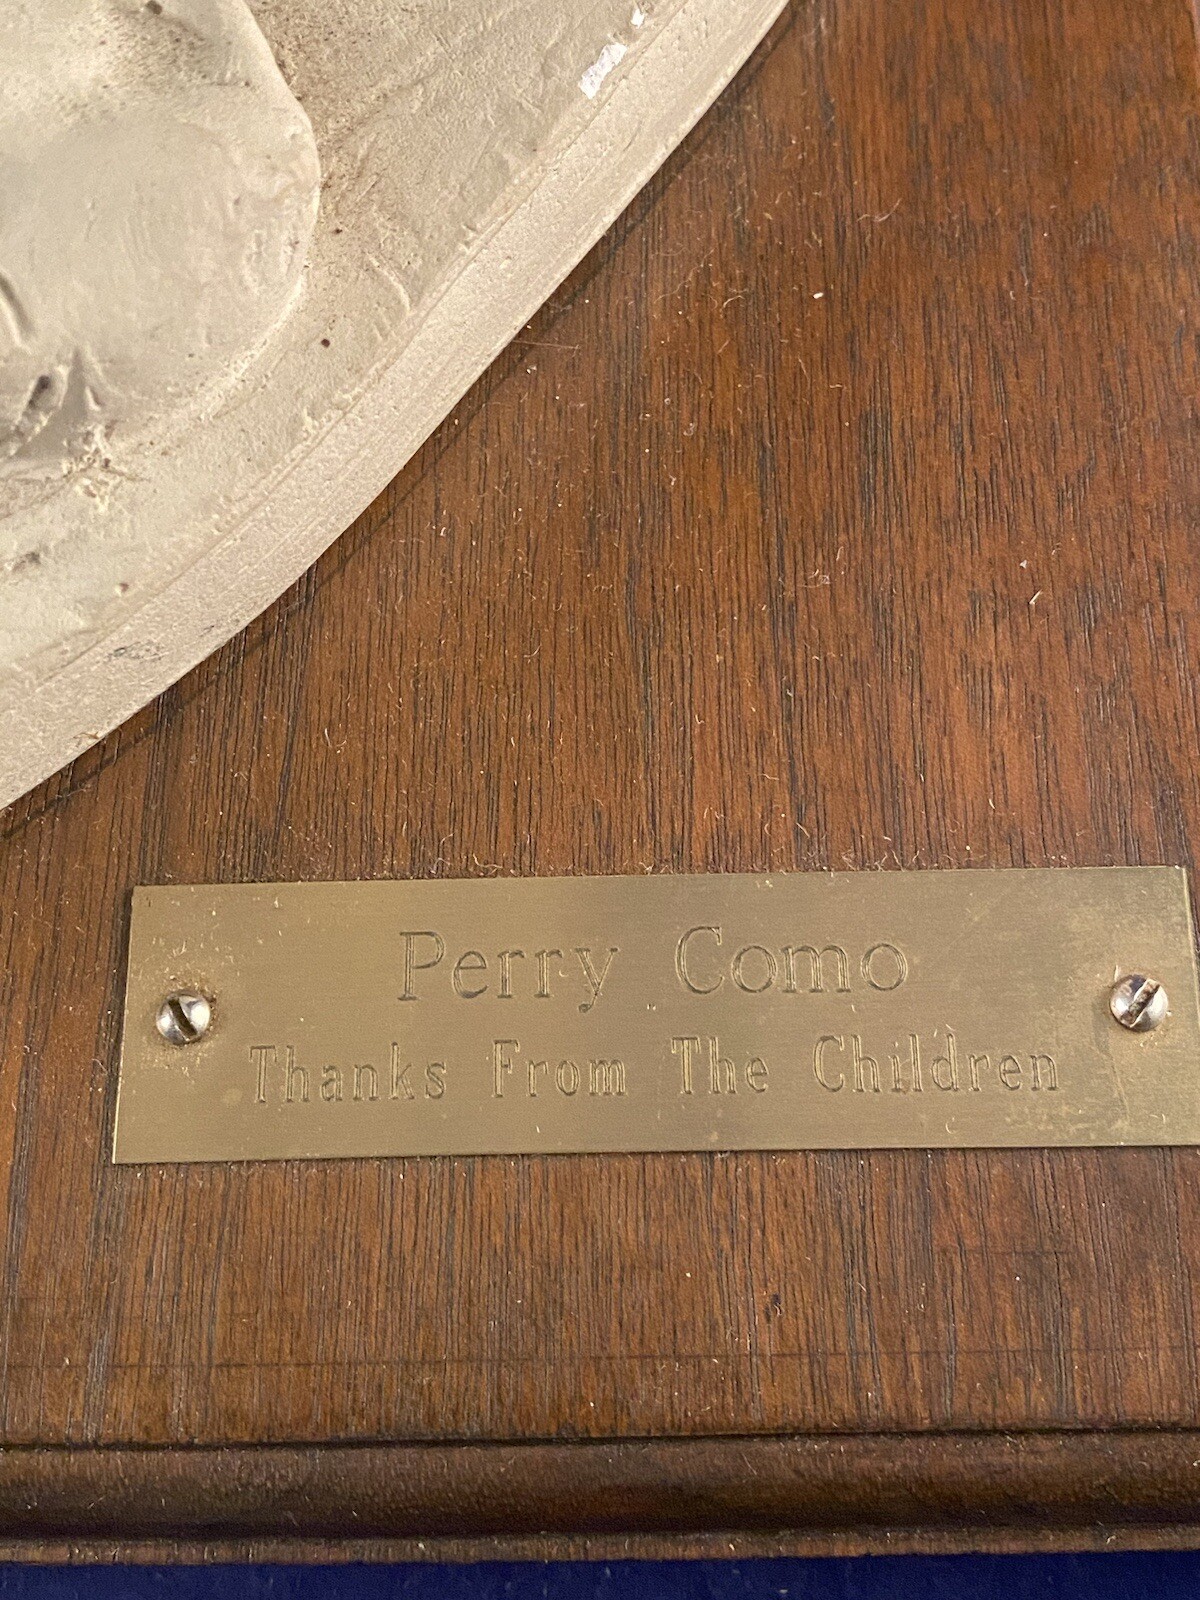 Perry Como
Thanks From The Children